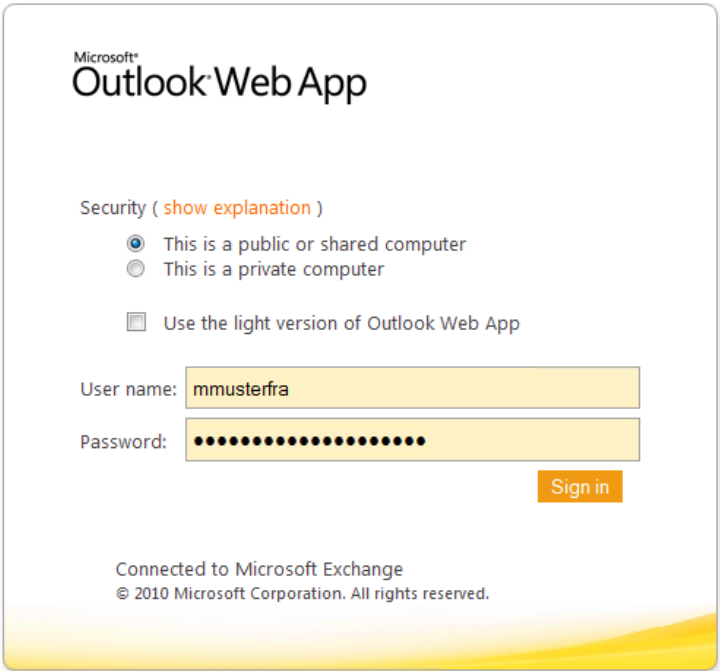 Microsoft®
Outlook Web App
Security ( show explanation )
This is a public or shared computer
This is a private computer
Use the light version of Outlook Web App
User name: mmusterfra
Password: ●●●●●●●●●●●●●●●●●●●●
Sign in
Connected to Microsoft Exchange
© 2010 Microsoft Corporation. All rights reserved.